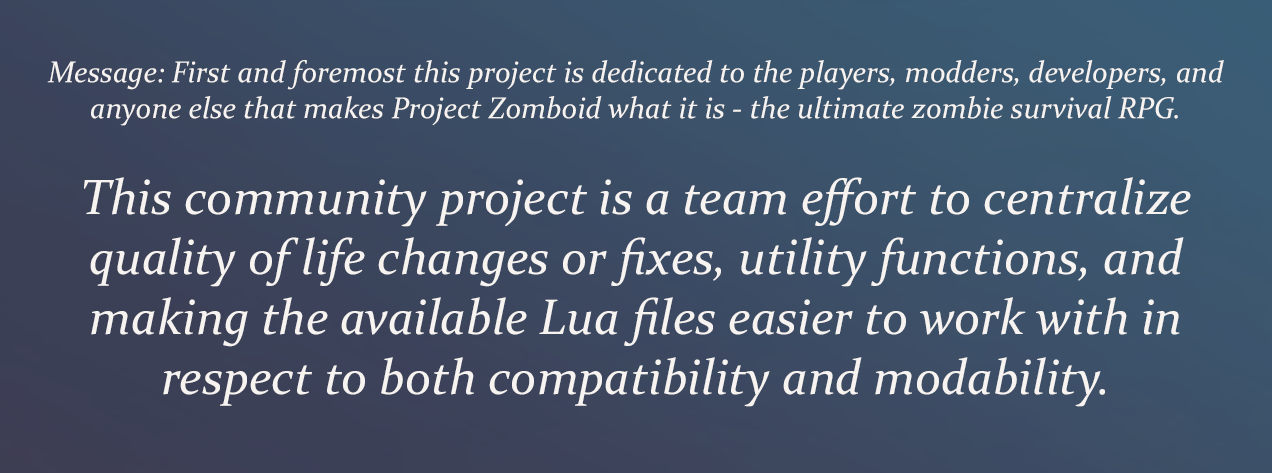 Message: First and foremost this project is dedicated to the players, modders, developers, and
anyone else that makes Project Zomboid what it is - the ultimate zombie survival RPG.
This community project is a team effort to centralize
quality of life changes or fixes, utility functions, and
making the available Lua files easier to work with in
respect to both compatibility and modability.